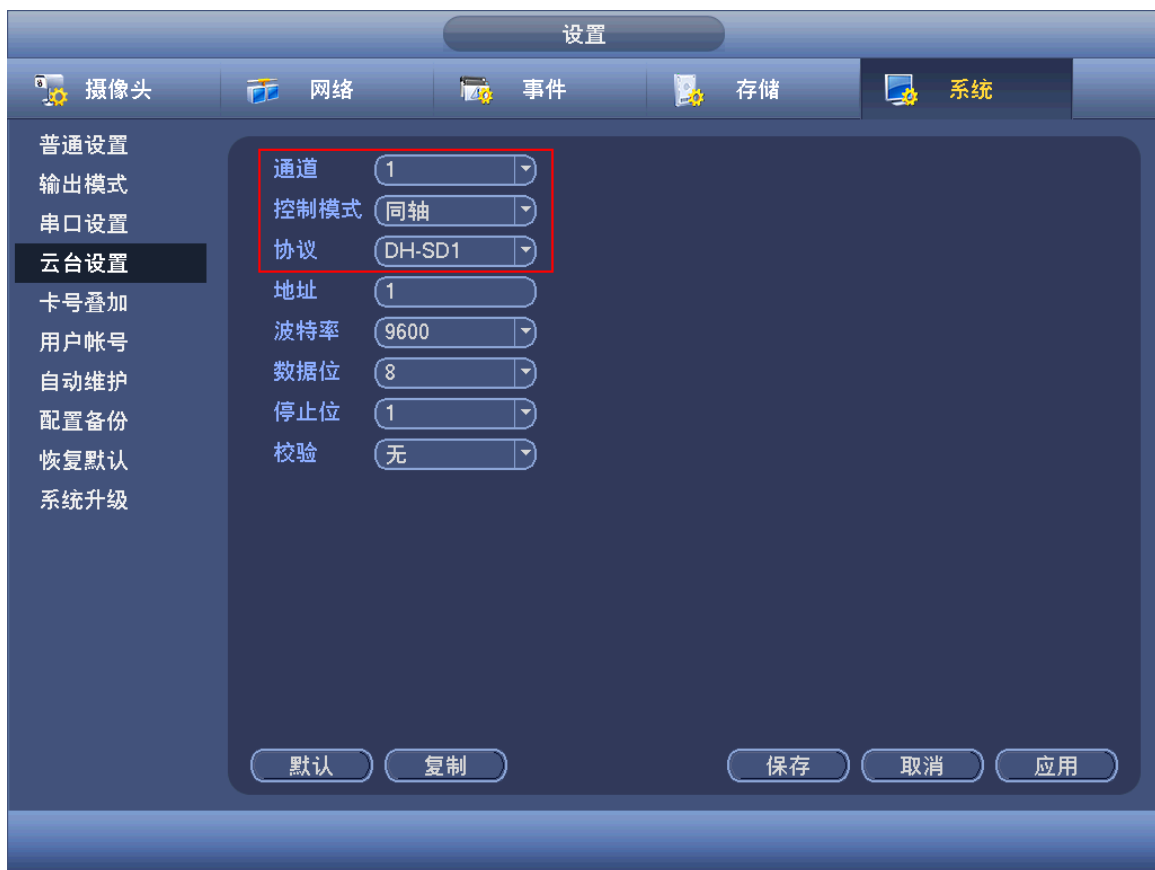 设置
摄像头 网络 事件 存储 系统
普通设置
输出模式
串口设置
云台设置
卡号叠加
用户帐号
自动维护
配置备份
恢复默认
系统升级
通道 1
控制模式 同轴
协议 DH-SD1
地址 1
波特率 9600
数据位 8
停止位 1
校验 无
默认 复制 保存 取消 应用